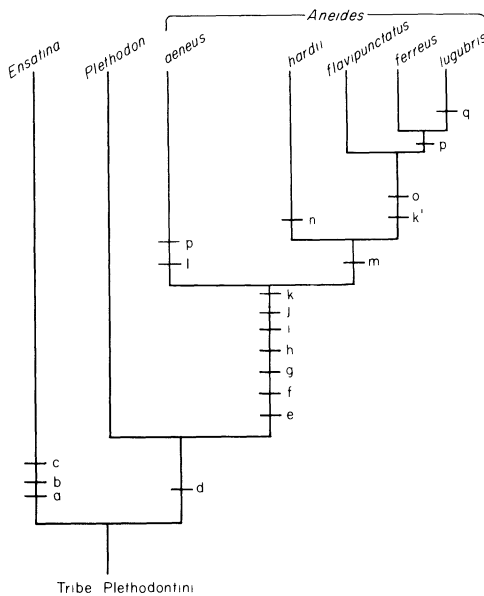 Aneides
Ensatina
Plethodon
aeneus
hardii
flavipunctatus
ferreus
lugubris
q
p
o
k'
n
p
l
m
k
j
i
h
g
f
e
c
b
a
d
Tribe Plethodontini